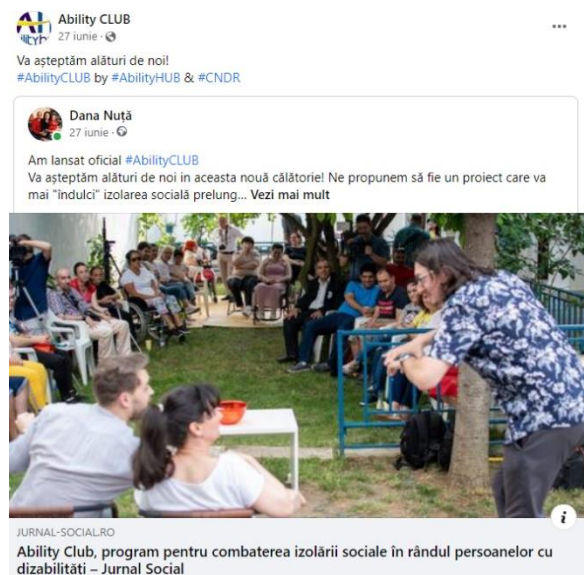 Ability CLUB
27 iunie ·
Va așteptăm alături de noi!
#AbilityCLUB by #AbilityHUB & #CNDR
Dana Nuță
27 iunie ·
Am lansat oficial #AbilityCLUB
Va așteptăm alături de noi in aceasta nouă călătorie! Ne propunem să fie un proiect care va
mai "îndulci" izolarea socială prelung... Vezi mai mult
JURNAL-SOCIAL.RO
Ability Club, program pentru combaterea izolării sociale în rândul persoanelor cu
dizabilități – Jurnal Social